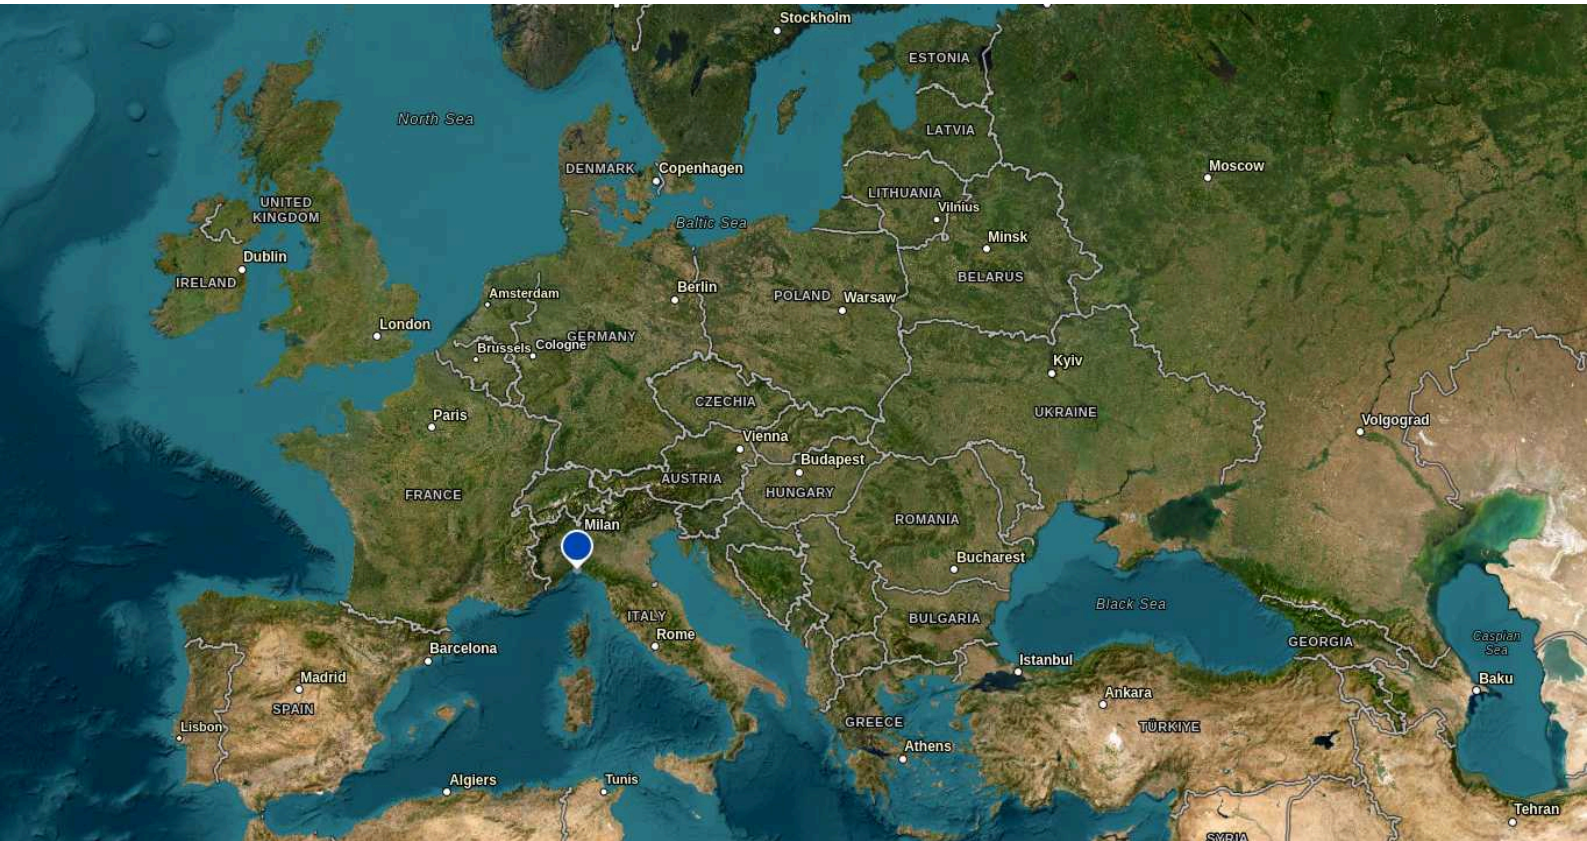 Stockholm
ESTONIA
North Sea
LATVIA
DENMARK
Copenhagen
Moscow
LITHUANIA
Vilnius
UNITED
KINGDOM
Baltic Sea
Minsk
Dublin
IRELAND
BELARUS
Amsterdam
Berlin
POLAND
Warsaw
London
GERMANY
Brussels
Cologne
Kyiv
CZECHIA
UKRAINE
Paris
Volgograd
Vienna
Budapest
AUSTRIA
HUNGARY
FRANCE
ROMANIA
Milan
Bucharest
Black Sea
ITALY
BULGARIA
Rome
GEORGIA
Caspian
Sea
Barcelona
Istanbul
Madrid
Baku
Ankara
SPAIN
GREECE
TÜRKIYE
Lisbon
Athens
Algiers
Tunis
Tehran
SYRIA